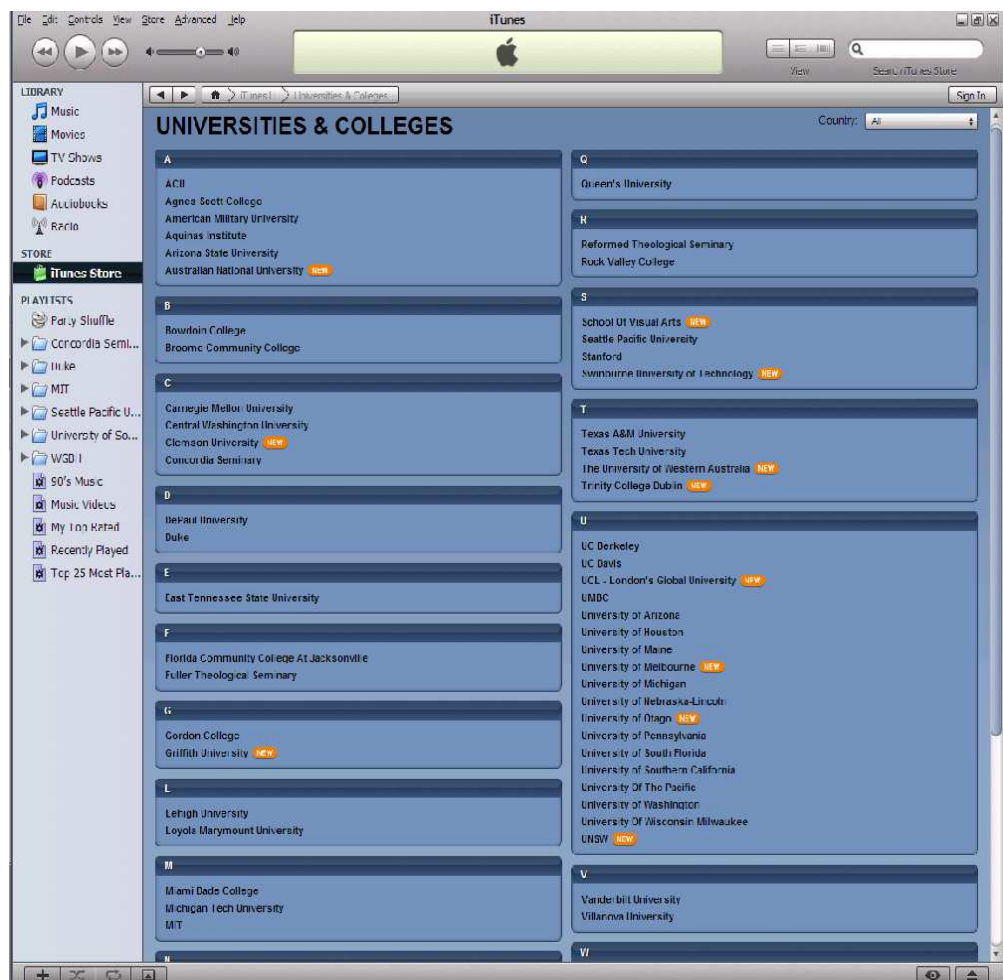 File Edit Controls View Store Advanced Help
iTunes
View
Search iTunes Store
LIBRARY
Music
Movies
TV Shows
Podcasts
Audiobooks
Radio
STORE
iTunes Store
PLAYLISTS
Party Shuffle
Concordia Semi...
Duke
MIT
Seattle Pacific U...
University of So...
WGBH
90's Music
Music Videos
My Top Rated
Recently Played
Top 25 Most Pla...
Universities & Colleges
Sign In
UNIVERSITIES & COLLEGES
Country: All
A
ACU
Agnes Scott College
American Military University
Aquinas Institute
Arizona State University
Australian National University NEW
B
Bowdoin College
Broome Community College
C
Carnegie Mellon University
Central Washington University
Clemson University NEW
Concordia Seminary
D
DePaul University
Duke
E
East Tennessee State University
F
Florida Community College At Jacksonville
Fuller Theological Seminary
G
Gordon College
Griffith University NEW
L
Lehigh University
Loyola Marymount University
M
Miami Dade College
Michigan Tech University
MIT
N
Q
Queen's University
R
Reformed Theological Seminary
Rock Valley College
S
School Of Visual Arts NEW
Seattle Pacific University
Stanford
Swinburne University of Technology NEW
T
Texas A&M University
Texas Tech University
The University of Western Australia NEW
Trinity College Dublin NEW
U
UC Berkeley
UC Davis
UCL - London's Global University NEW
UMBC
University of Arizona
University of Houston
University of Maine
University of Melbourne NEW
University of Michigan
University of Nebraska-Lincoln
University of Otago NEW
University of Pennsylvania
University of South Florida
University of Southern California
University Of The Pacific
University of Washington
University Of Wisconsin Milwaukee
UNSW NEW
V
Vanderbilt University
Villanova University
W